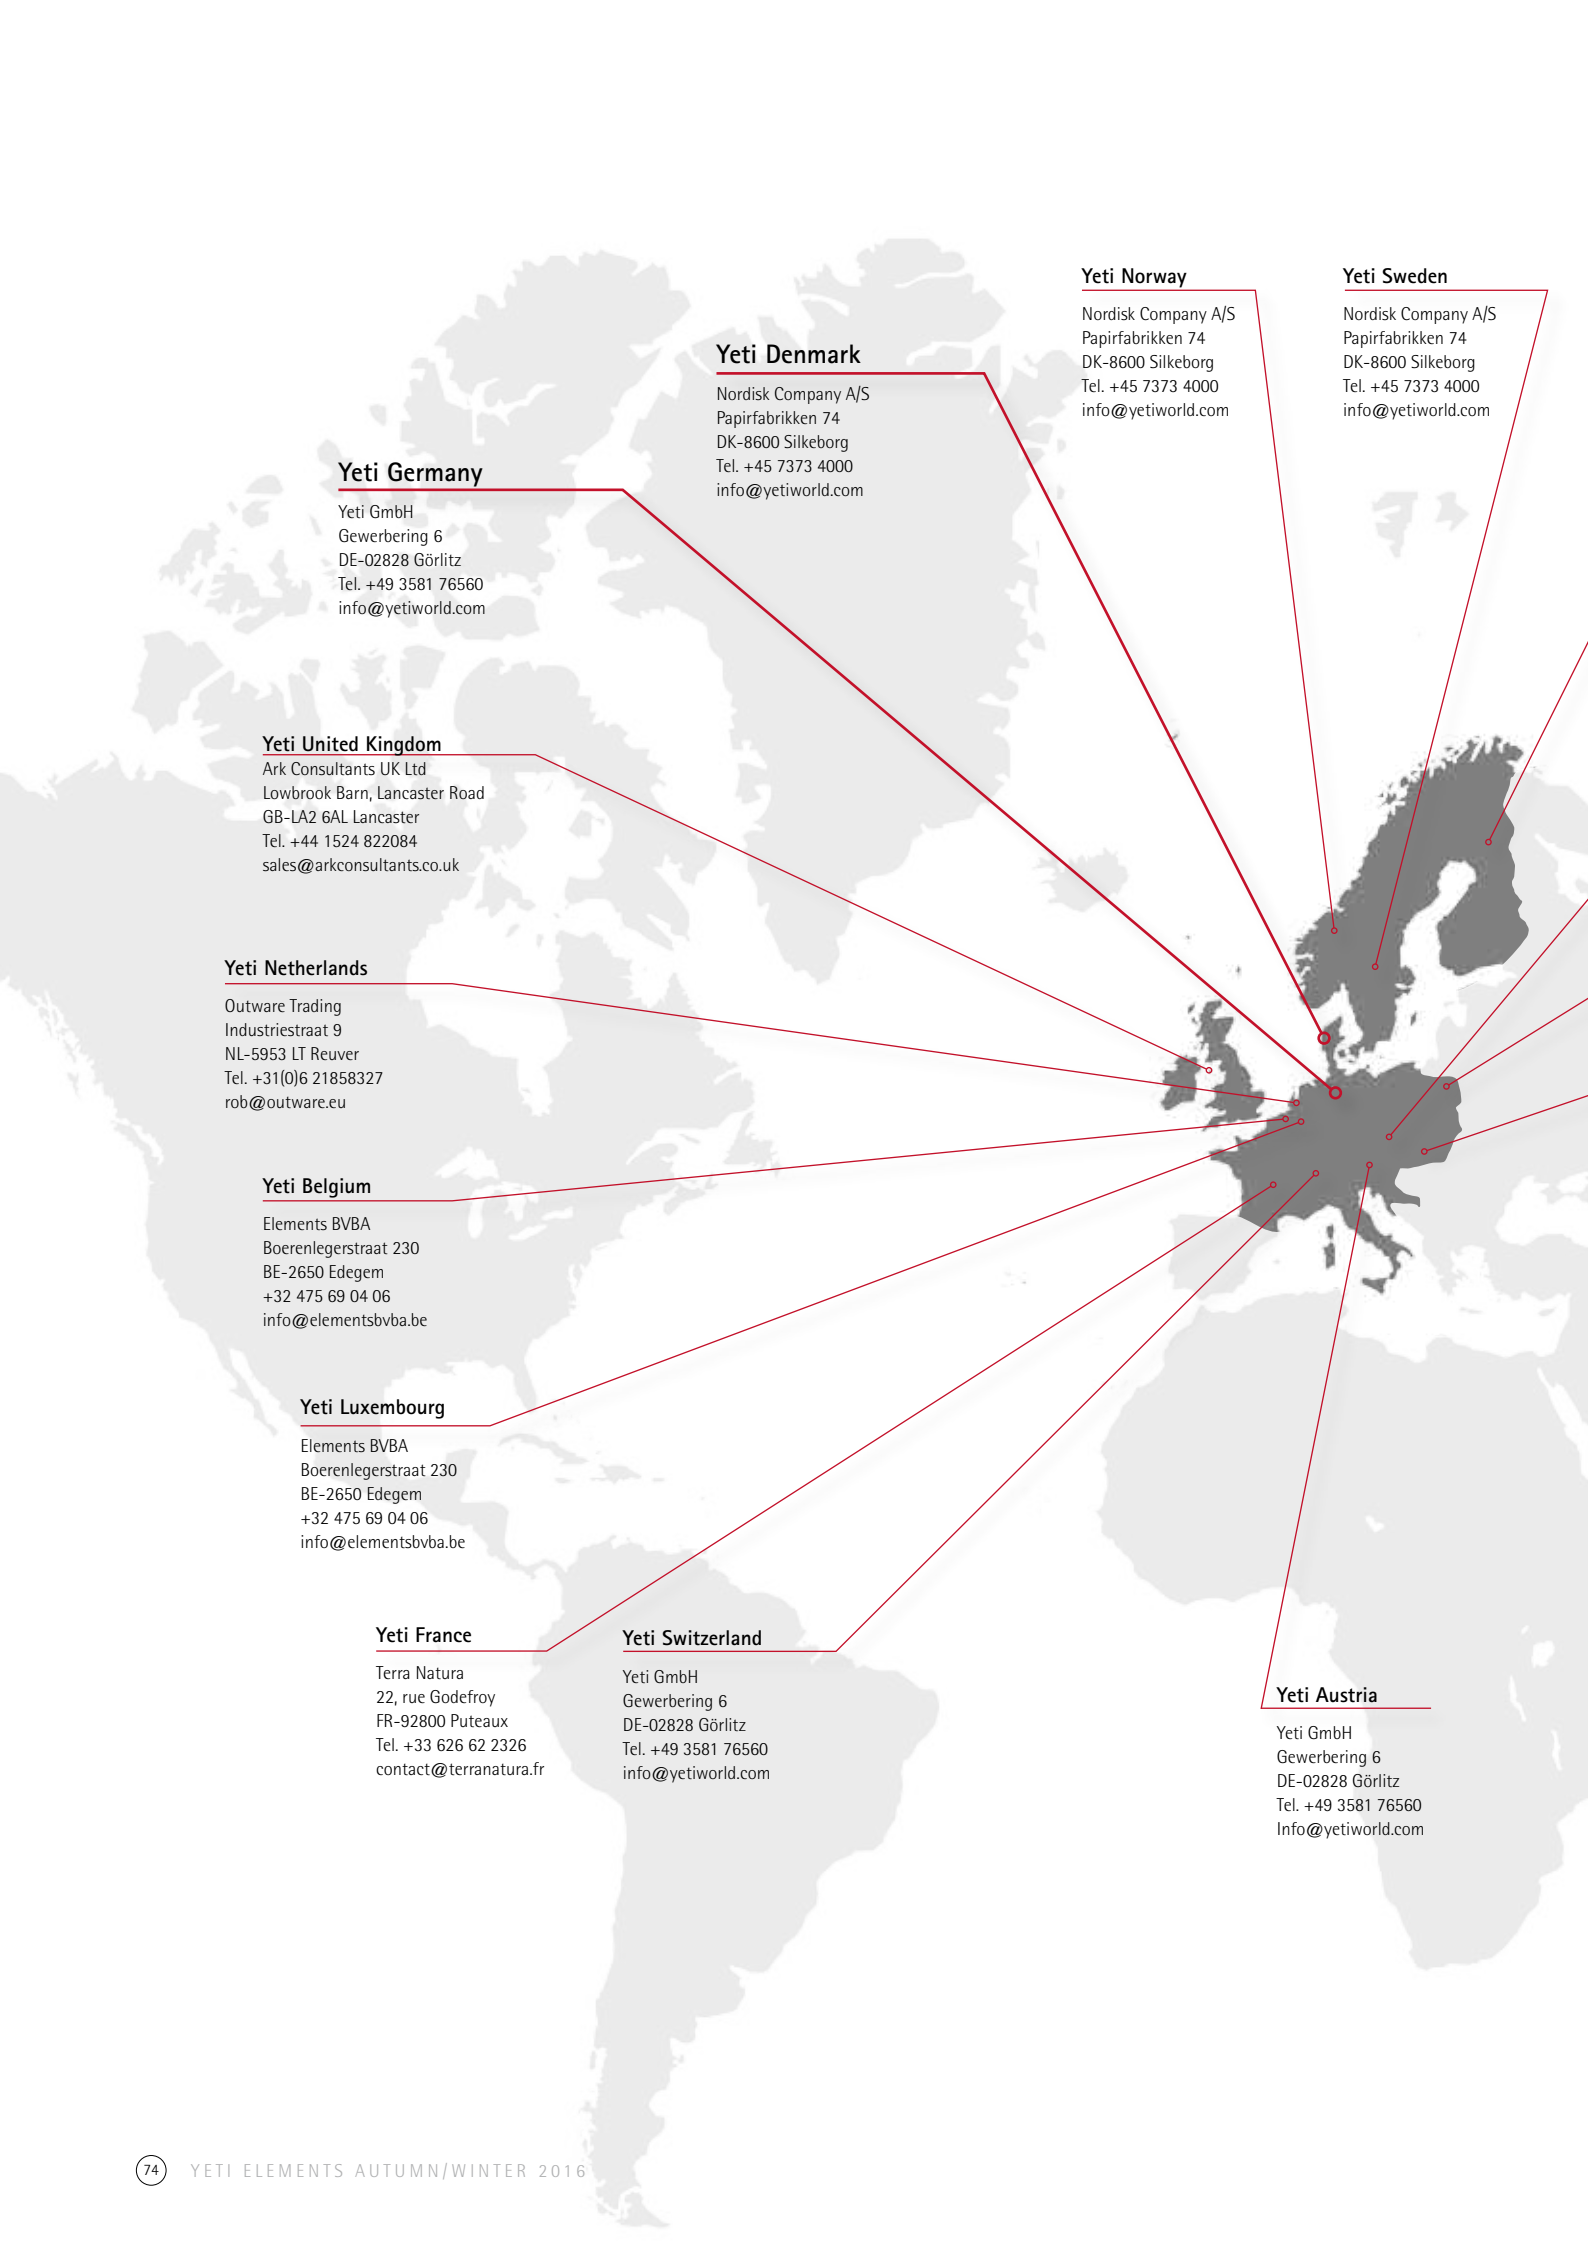 Yeti Norway
Nordisk Company A/S
Papirfabrikken 74
DK-8600 Silkeborg
Tel. +45 7373 4000
info@yetiworld.com
Yeti Sweden
Nordisk Company A/S
Papirfabrikken 74
DK-8600 Silkeborg
Tel. +45 7373 4000
info@yetiworld.com
Yeti Denmark
Nordisk Company A/S
Papirfabrikken 74
DK-8600 Silkeborg
Tel. +45 7373 4000
info@yetiworld.com
Yeti Germany
Yeti GmbH
Gewerbering 6
DE-02828 Görlitz
Tel. +49 3581 76560
info@yetiworld.com
Yeti United Kingdom
Ark Consultants UK Ltd
Lowbrook Barn, Lancaster Road
GB-LA2 6AL Lancaster
Tel. +44 1524 822084
sales@arkconsultants.co.uk
Yeti Netherlands
Outware Trading
Industriestraat 9
NL-5953 LT Reuver
Tel. +31(0)6 21858327
rob@outware.eu
Yeti Belgium
Elements BVBA
Boerenlegerstraat 230
BE-2650 Edegem
+32 475 69 04 06
info@elementsbvba.be
Yeti Luxembourg
Elements BVBA
Boerenlegerstraat 230
BE-2650 Edegem
+32 475 69 04 06
info@elementsbvba.be
Yeti France
Terra Natura
22, rue Godefroy
FR-92800 Puteaux
Tel. +33 626 62 2326
contact@terranatura.fr
Yeti Switzerland
Yeti GmbH
Gewerbering 6
DE-02828 Görlitz
Tel. +49 3581 76560
info@yetiworld.com
Yeti Austria
Yeti GmbH
Gewerbering 6
DE-02828 Görlitz
Tel. +49 3581 76560
Info@yetiworld.com
74 YETI ELEMENTS AUTUMN/WINTER 2016